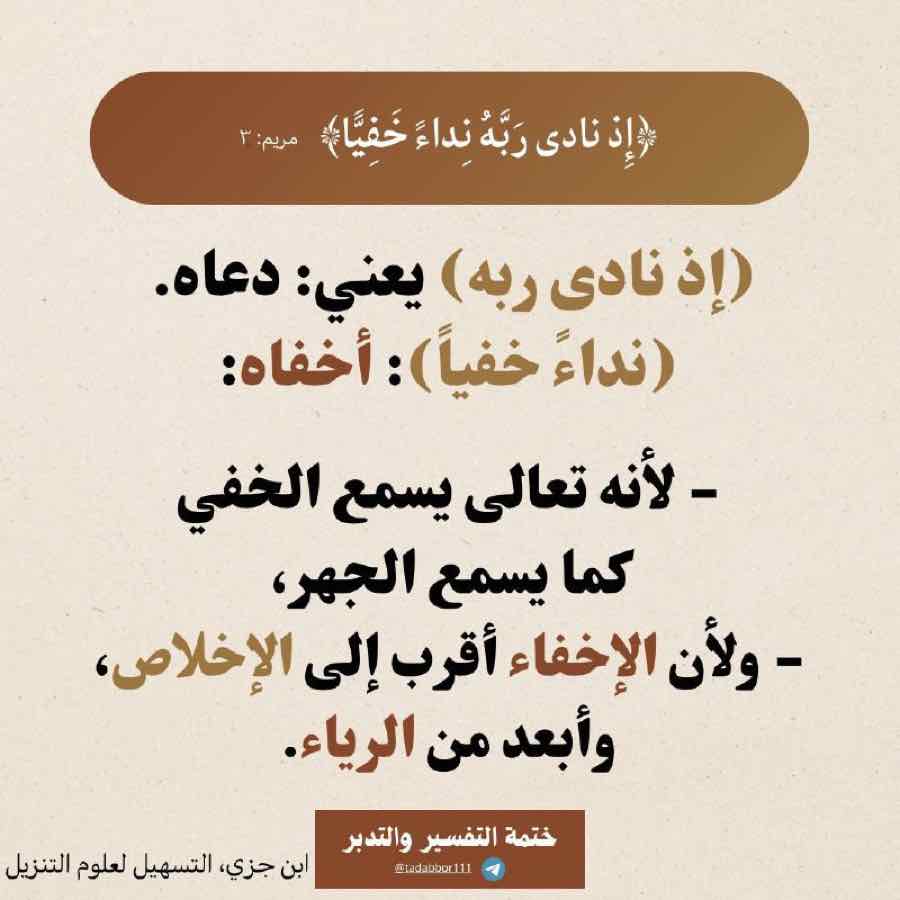 ﴿إِذ نادى رَبَّهُ نِداءً خَفِيًّا﴾ مريم: ٣
(إذ نادى ربه) يعني: دعاه.
(نداءً خفياً): أخفاه:
- لأنه تعالى يسمع الخفي
كما يسمع الجهر،
- ولأن الإخفاء أقرب إلى الإخلاص،
وأبعد من الرياء.
ختمة التفسير والتدبر
@tadabbor111
ابن جزي، التسهيل لعلوم التنزيل